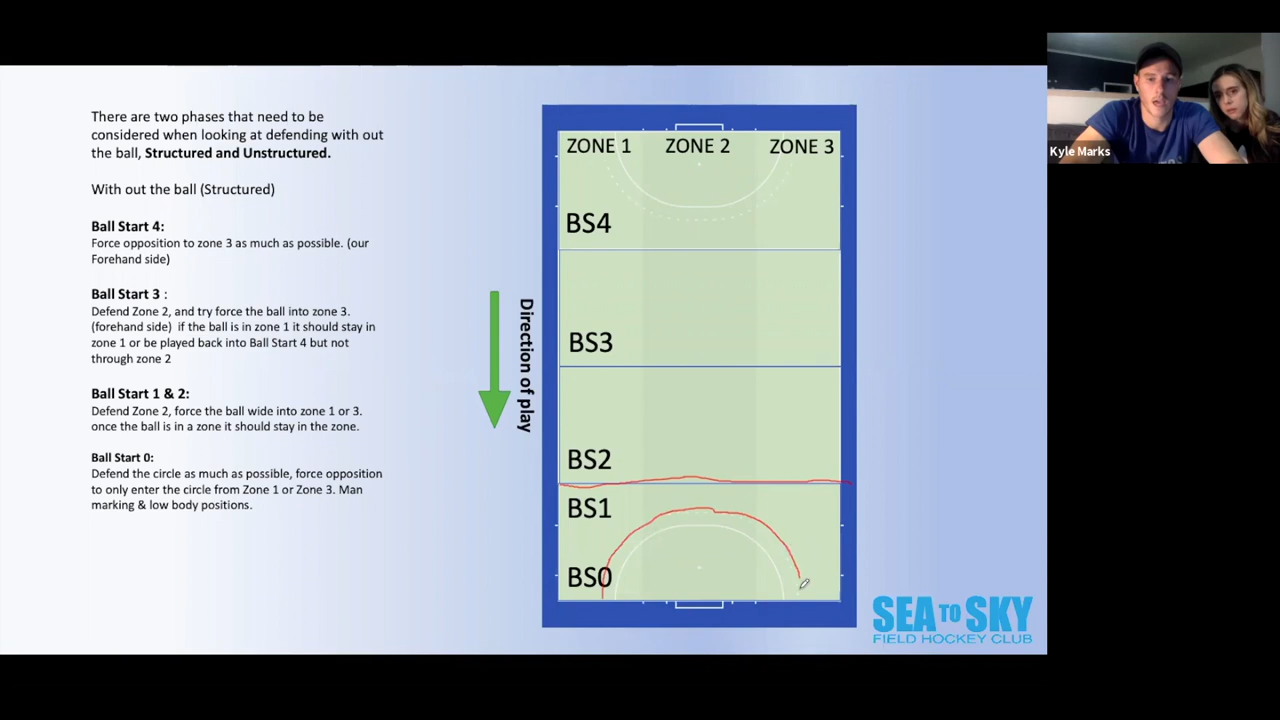 There are two phases that need to be
considered when looking at defending with out
the ball, Structured and Unstructured.
With out the ball (Structured)
Ball Start 4:
Force opposition to zone 3 as much as possible. (our
Forehand side)
Ball Start 3 :
Defend Zone 2, and try force the ball into zone 3.
(forehand side)  if the ball is in zone 1 it should stay in
zone 1 or be played back into Ball Start 4 but not
through zone 2
Ball Start 1 & 2:
Defend Zone 2, force the ball wide into zone 1 or 3.
once the ball is in a zone it should stay in the zone.
Ball Start 0:
Defend the circle as much as possible, force opposition
to only enter the circle from Zone 1 or Zone 3. Man
marking & low body positions.
Direction of play
ZONE 1 ZONE 2 ZONE 3
BS4
BS3
BS2
BS1
BS0
SEA TO SKY
FIELD HOCKEY CLUB
Kyle Marks